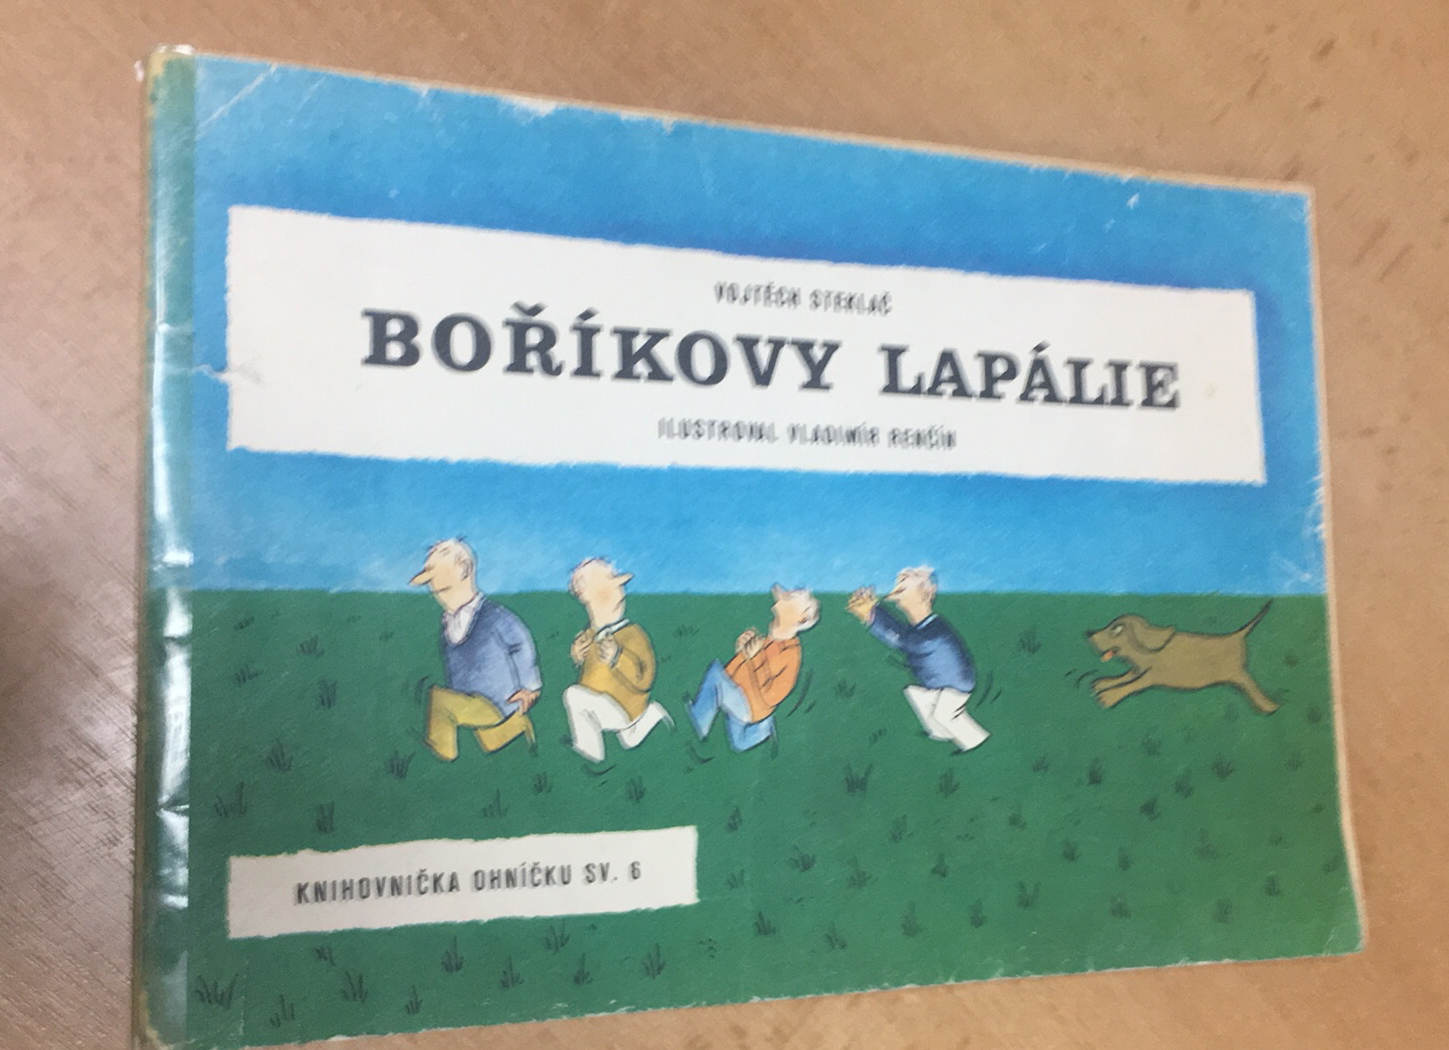 VOJTĚCH STEKLAČ
BOŘÍKOVY LAPÁLIE
ILUSTROVAL VLADIMÍR RENČÍN
KNIHOVNIČKA OHNÍČKU SV. 6